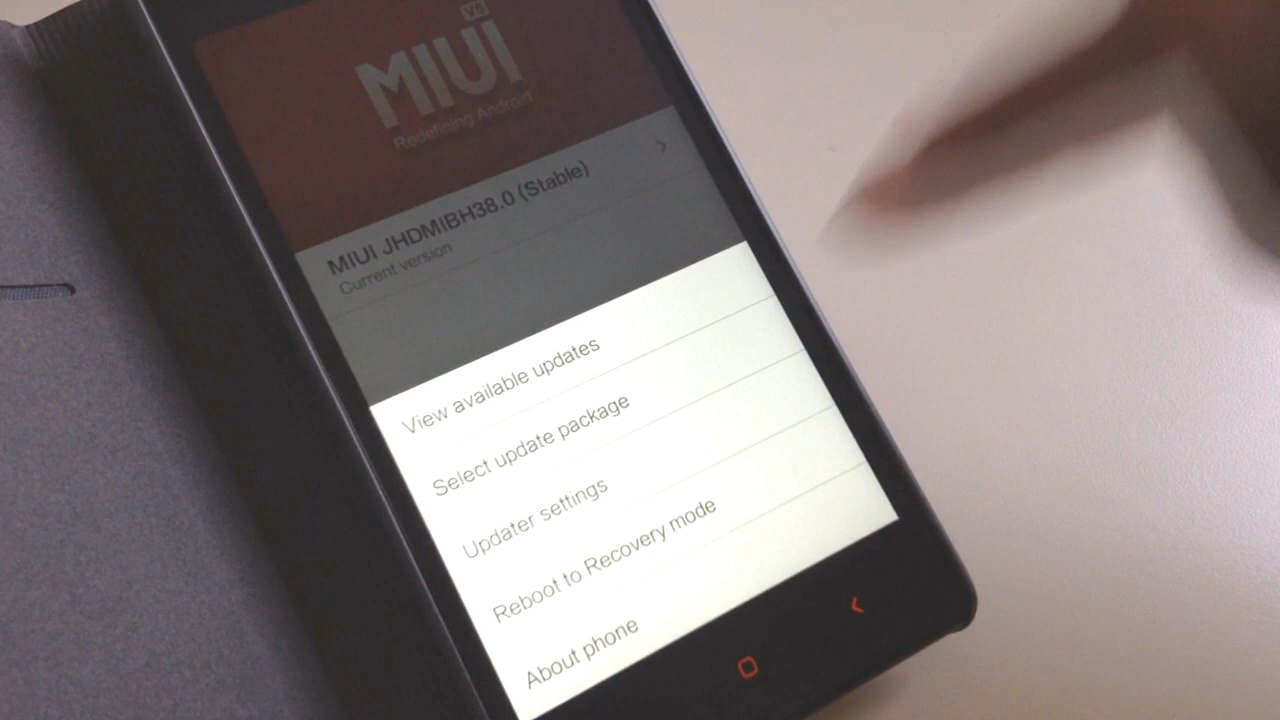 V5
MIUI
Redefining Android
MIUI JHDMIBH38.0 (Stable)
Current version
View available updates
Select update package
Updater settings
Reboot to Recovery mode
About phone